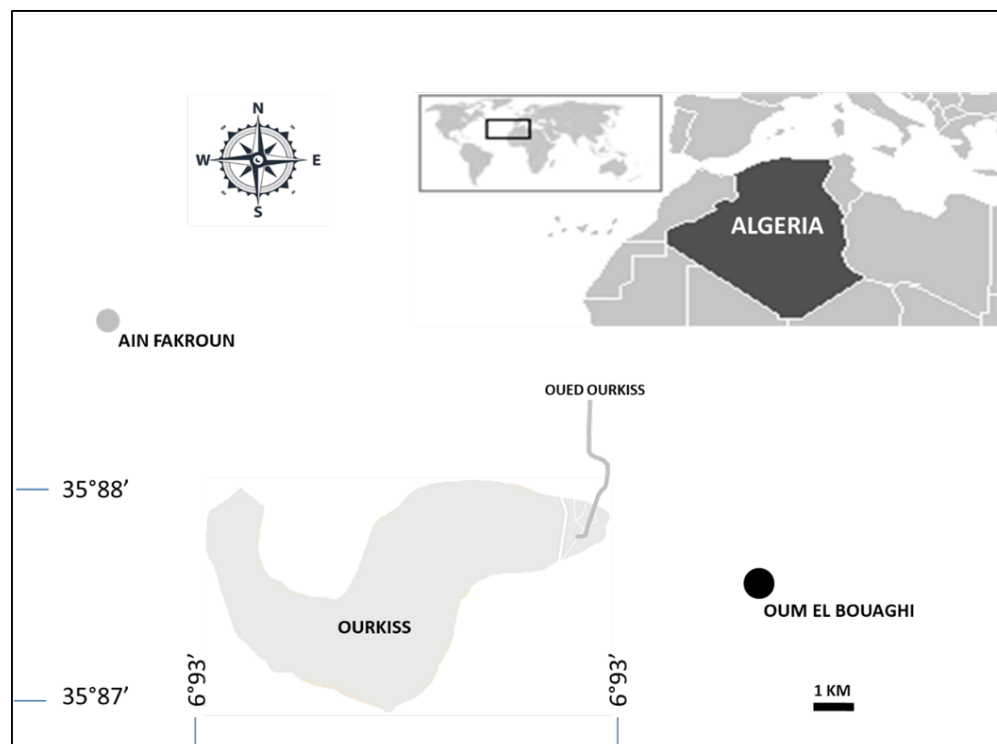 N
W
E
S
ALGERIA
AIN FAKROUN
OUED OURKISS
35°88’
OUM EL BOUAGHI
OURKISS
6°93’
6°93’
35°87’
1 KM